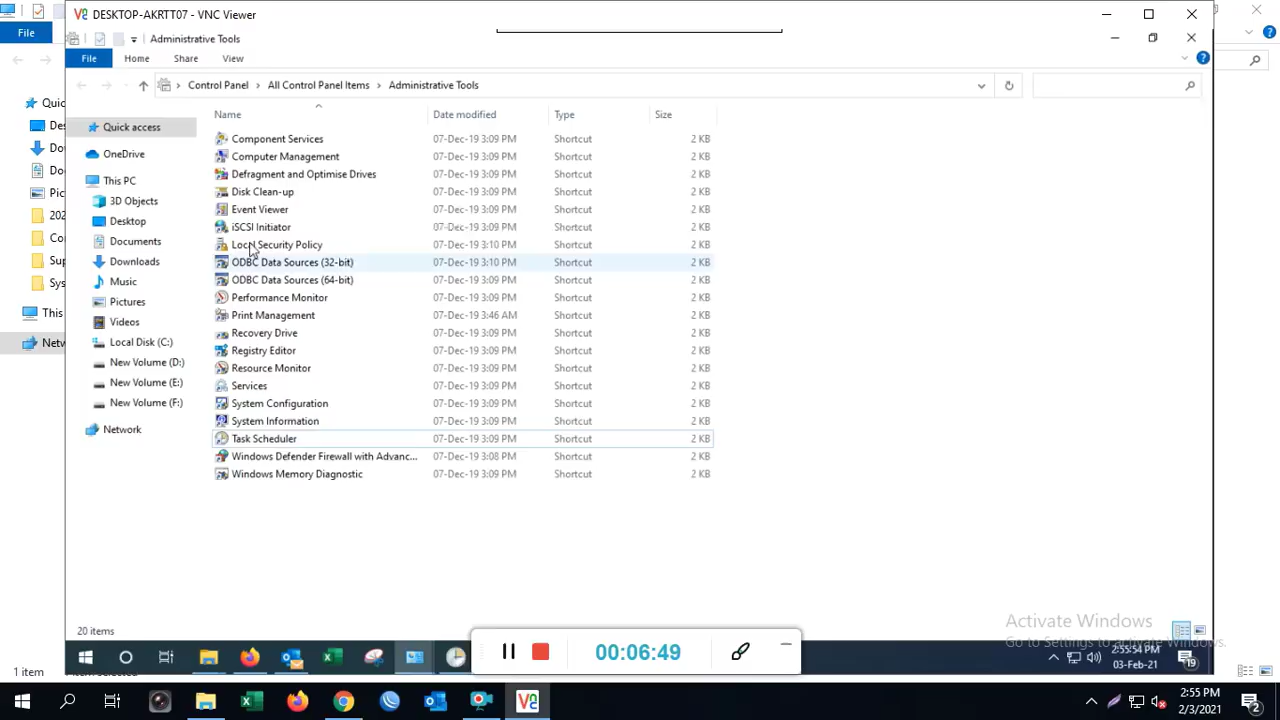 DESKTOP-AKRTT07 - VNC Viewer
Administrative Tools
File
File Home Share View
Control Panel > All Control Panel Items > Administrative Tools
Name Date modified Type Size
Quick access
OneDrive
This PC
3D Objects
Desktop
Documents
Downloads
Music
Pictures
Videos
Local Disk (C:)
New Volume (D:)
New Volume (E:)
New Volume (F:)
Network
Component Services 07-Dec-19 3:09 PM Shortcut 2 KB
Computer Management 07-Dec-19 3:09 PM Shortcut 2 KB
Defragment and Optimise Drives 07-Dec-19 3:09 PM Shortcut 2 KB
Disk Clean-up 07-Dec-19 3:09 PM Shortcut 2 KB
Event Viewer 07-Dec-19 3:09 PM Shortcut 2 KB
iSCSI Initiator 07-Dec-19 3:09 PM Shortcut 2 KB
Local Security Policy 07-Dec-19 3:10 PM Shortcut 2 KB
ODBC Data Sources (32-bit) 07-Dec-19 3:10 PM Shortcut 2 KB
ODBC Data Sources (64-bit) 07-Dec-19 3:09 PM Shortcut 2 KB
Performance Monitor 07-Dec-19 3:09 PM Shortcut 2 KB
Print Management 07-Dec-19 3:46 AM Shortcut 2 KB
Recovery Drive 07-Dec-19 3:09 PM Shortcut 2 KB
Registry Editor 07-Dec-19 3:09 PM Shortcut 2 KB
Resource Monitor 07-Dec-19 3:09 PM Shortcut 2 KB
Services 07-Dec-19 3:09 PM Shortcut 2 KB
System Configuration 07-Dec-19 3:09 PM Shortcut 2 KB
System Information 07-Dec-19 3:09 PM Shortcut 2 KB
Task Scheduler 07-Dec-19 3:09 PM Shortcut 2 KB
Windows Defender Firewall with Advanc... 07-Dec-19 3:08 PM Shortcut 2 KB
Windows Memory Diagnostic 07-Dec-19 3:09 PM Shortcut 2 KB
20 items
Activate Windows
Go to Settings to activate Windows.
00:06:49
2:55:54 PM
03-Feb-21
19
1 item
2:55 PM
2/3/2021
2